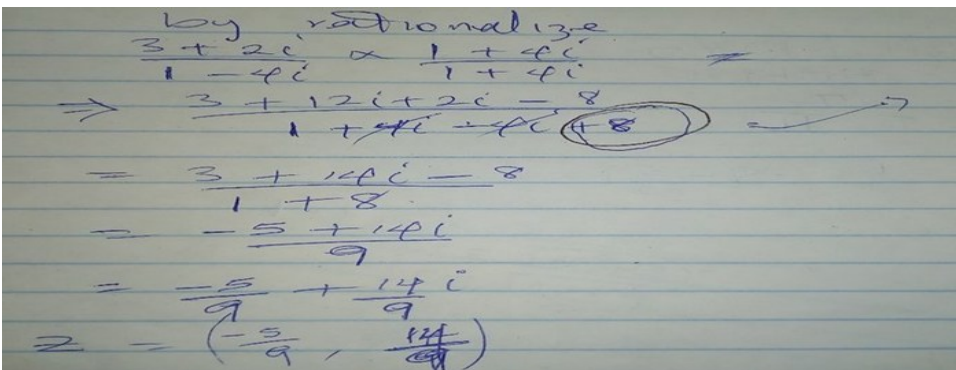 by rationalize
3 + 2i / 1 - 4i × 1 + 4i / 1 + 4i =
⇒ 3 + 12i + 2i - 8 / 1 + 4i - 4i + 8 =
= 3 + 14i - 8 / 1 + 8
= -5 + 14i / 9
= -5/9 + 14/9 i
z = (-5/9, 14/9)